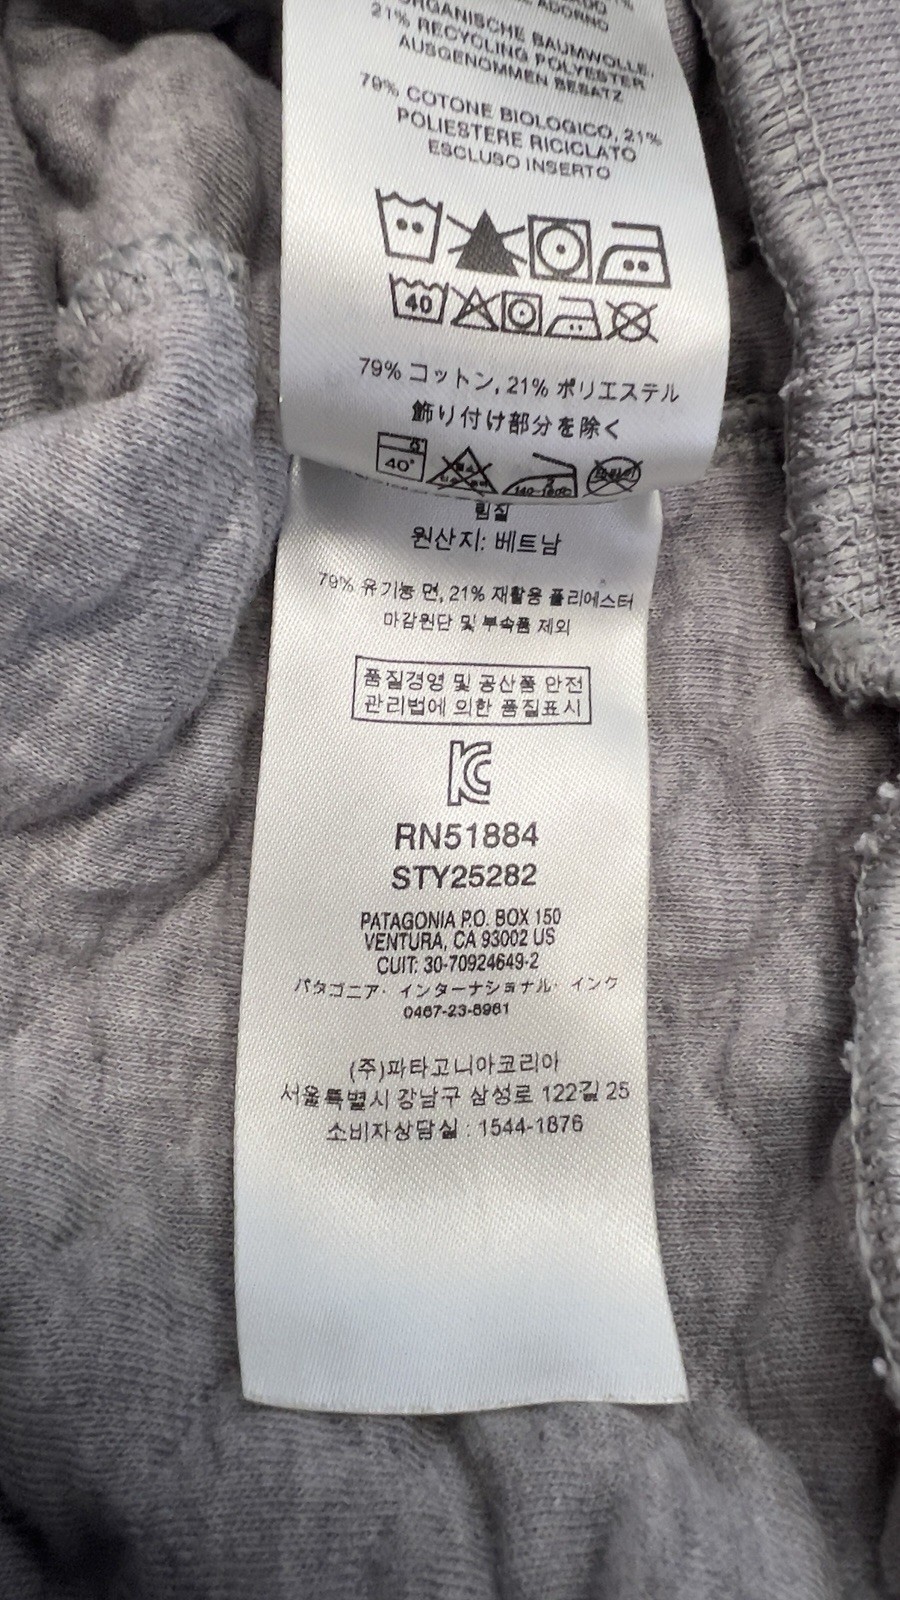 ADORNO
ORGANISCHE BAUMWOLLE,
21% RECYCLING POLYESTER
AUSGENOMMEN BESATZ
79% COTONE BIOLOGICO, 21%
POLIESTERE RICICLATO
ESCLUSO INSERTO
40
79% コットン, 21% ポリエステル
飾り付け部分を除く
40°
140-160°C
원산지: 베트남
79% 유기농 면, 21% 재활용 폴리에스터
마감원단 및 부속품 제외
품질경영 및 공산품 안전
관리법에 의한 품질표시
KC
RN51884
STY25282
PATAGONIA P.O. BOX 150
VENTURA, CA 93002 US
CUIT: 30-70924649-2
パタゴニア・インターナショナル・インク
0467-23-8961
(주)파타고니아코리아
서울특별시 강남구 삼성로 122길 25
소비자상담실 : 1544-1876